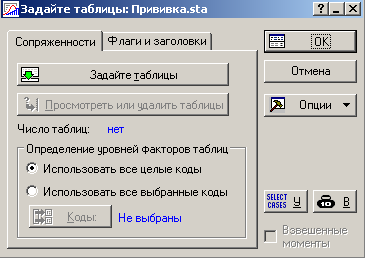 Задайте таблицы: Прививка.sta
Сопряженности
Флаги и заголовки
Задайте таблицы
Просмотреть или удалить таблицы
Число таблиц: нет
Определение уровней факторов таблиц
Использовать все целые коды
Использовать все выбранные коды
Коды:
Не выбраны
OK
Отмена
Опции
SELECT CASES У
В
Взвешенные моменты